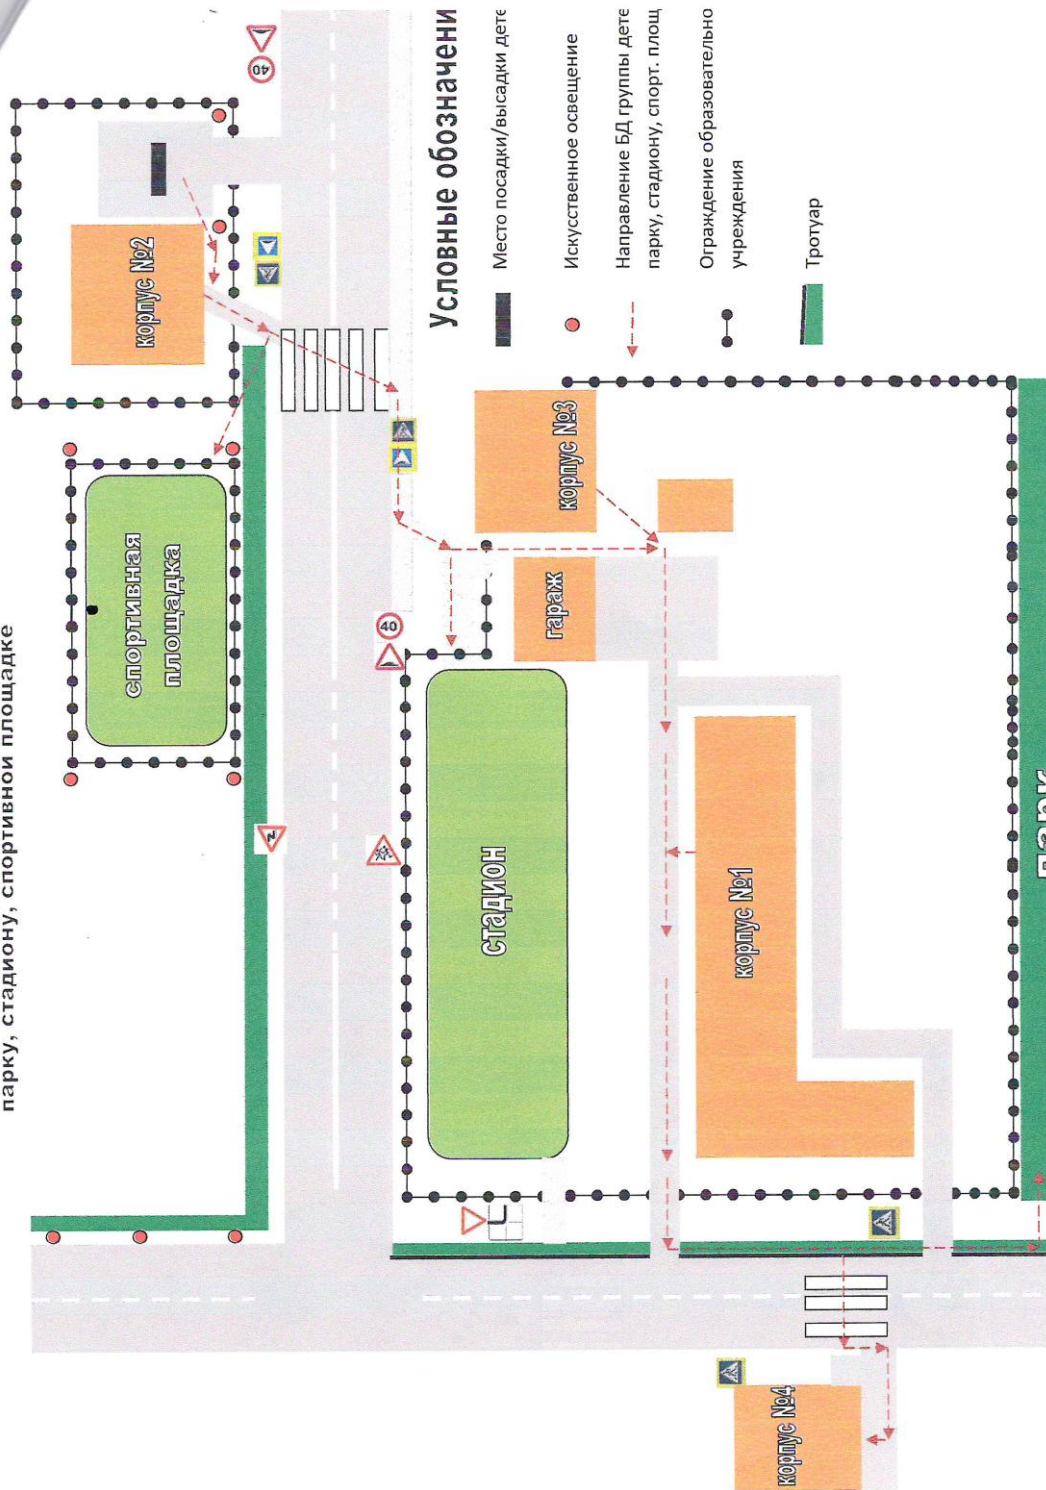 парку, стадиону, спортивной площадке
40
корпус №2
спортивная
площадка
40
стадион
гараж
корпус №3
корпус №1
корпус №4
парк
Условные обозначени
Место посадки/высадки дете
Искусственное освещение
Направление БД группы дете
парку, стадиону, спорт. площ
Ограждение образовательно
учреждения
Тротуар